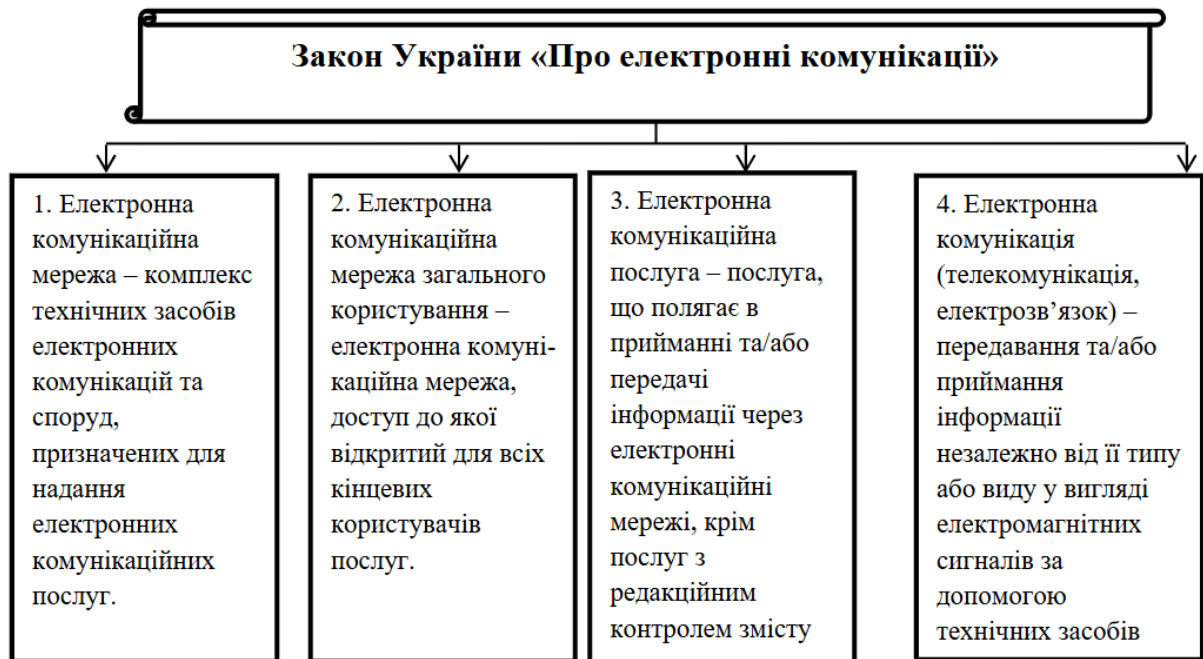 Закон України «Про електронні комунікації»
1. Електронна
комунікаційна
мережа – комплекс
технічних засобів
електронних
комунікацій та
споруд,
призначених для
надання
електронних
комунікаційних
послуг.
2. Електронна
комунікаційна
мережа загального
користування –
електронна комуні-
каційна мережа,
доступ до якої
відкритий для всіх
кінцевих
користувачів
послуг.
3. Електронна
комунікаційна
послуга – послуга,
що полягає в
прийманні та/або
передачі
інформації через
електронні
комунікаційні
мережі, крім
послуг з
редакційним
контролем змісту
4. Електронна
комунікація
(телекомунікація,
електрозв’язок) –
передавання та/або
приймання
інформації
незалежно від її типу
або виду у вигляді
електромагнітних
сигналів за
допомогою
технічних засобів